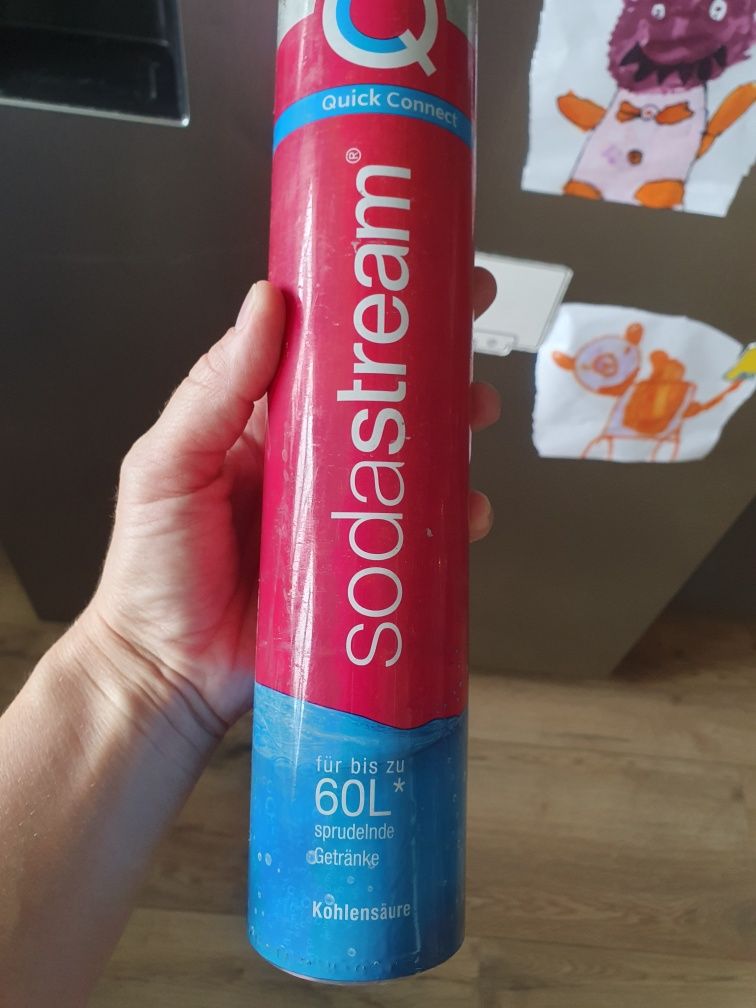 Quick Connect
sodastream®
für bis zu
60L*
sprudelnde
Getränke
Kohlensäure